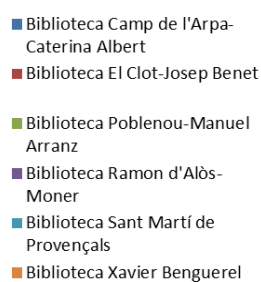 Biblioteca Camp de l'Arpa-
Caterina Albert
Biblioteca El Clot-Josep Benet
Biblioteca Poblenou-Manuel
Arranz
Biblioteca Ramon d'Alòs-
Moner
Biblioteca Sant Martí de
Provençals
Biblioteca Xavier Benguerel